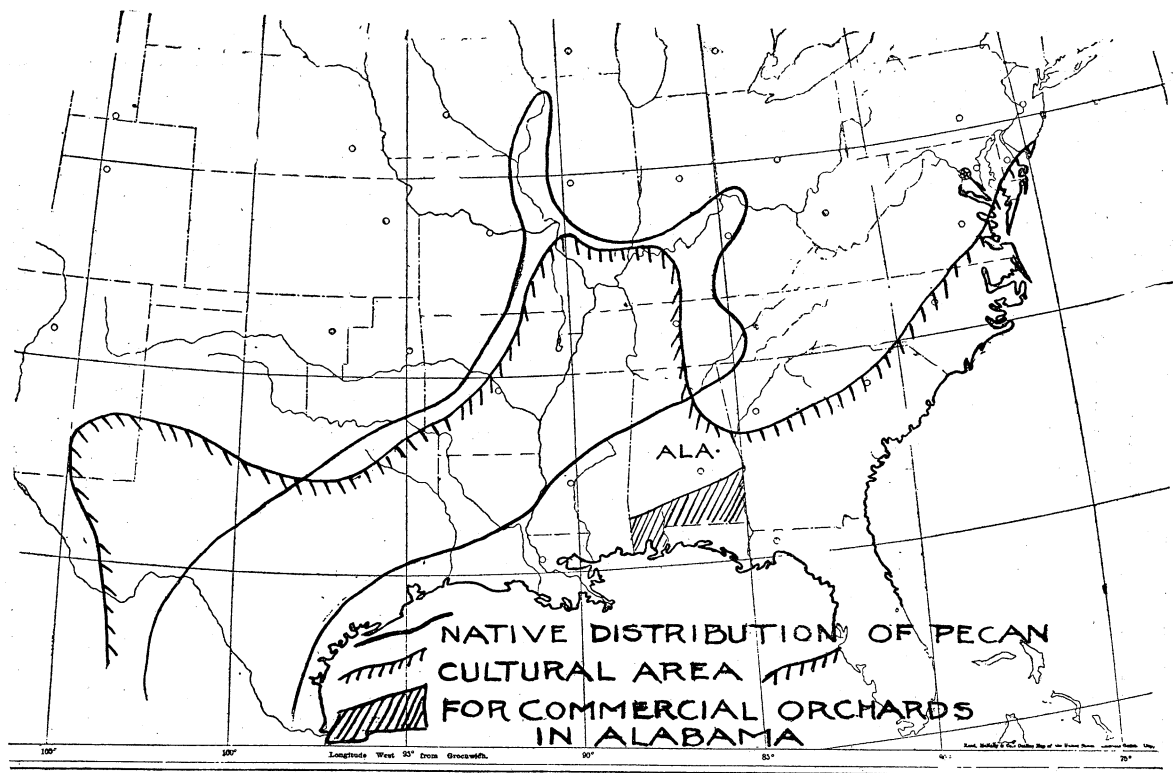 ALA.
NATIVE DISTRIBUTION OF PECAN
CULTURAL AREA
FOR COMMERCIAL ORCHARDS
IN ALABAMA
105° 100° Longitude West 95° from Greenwich. 90° 85° 75°